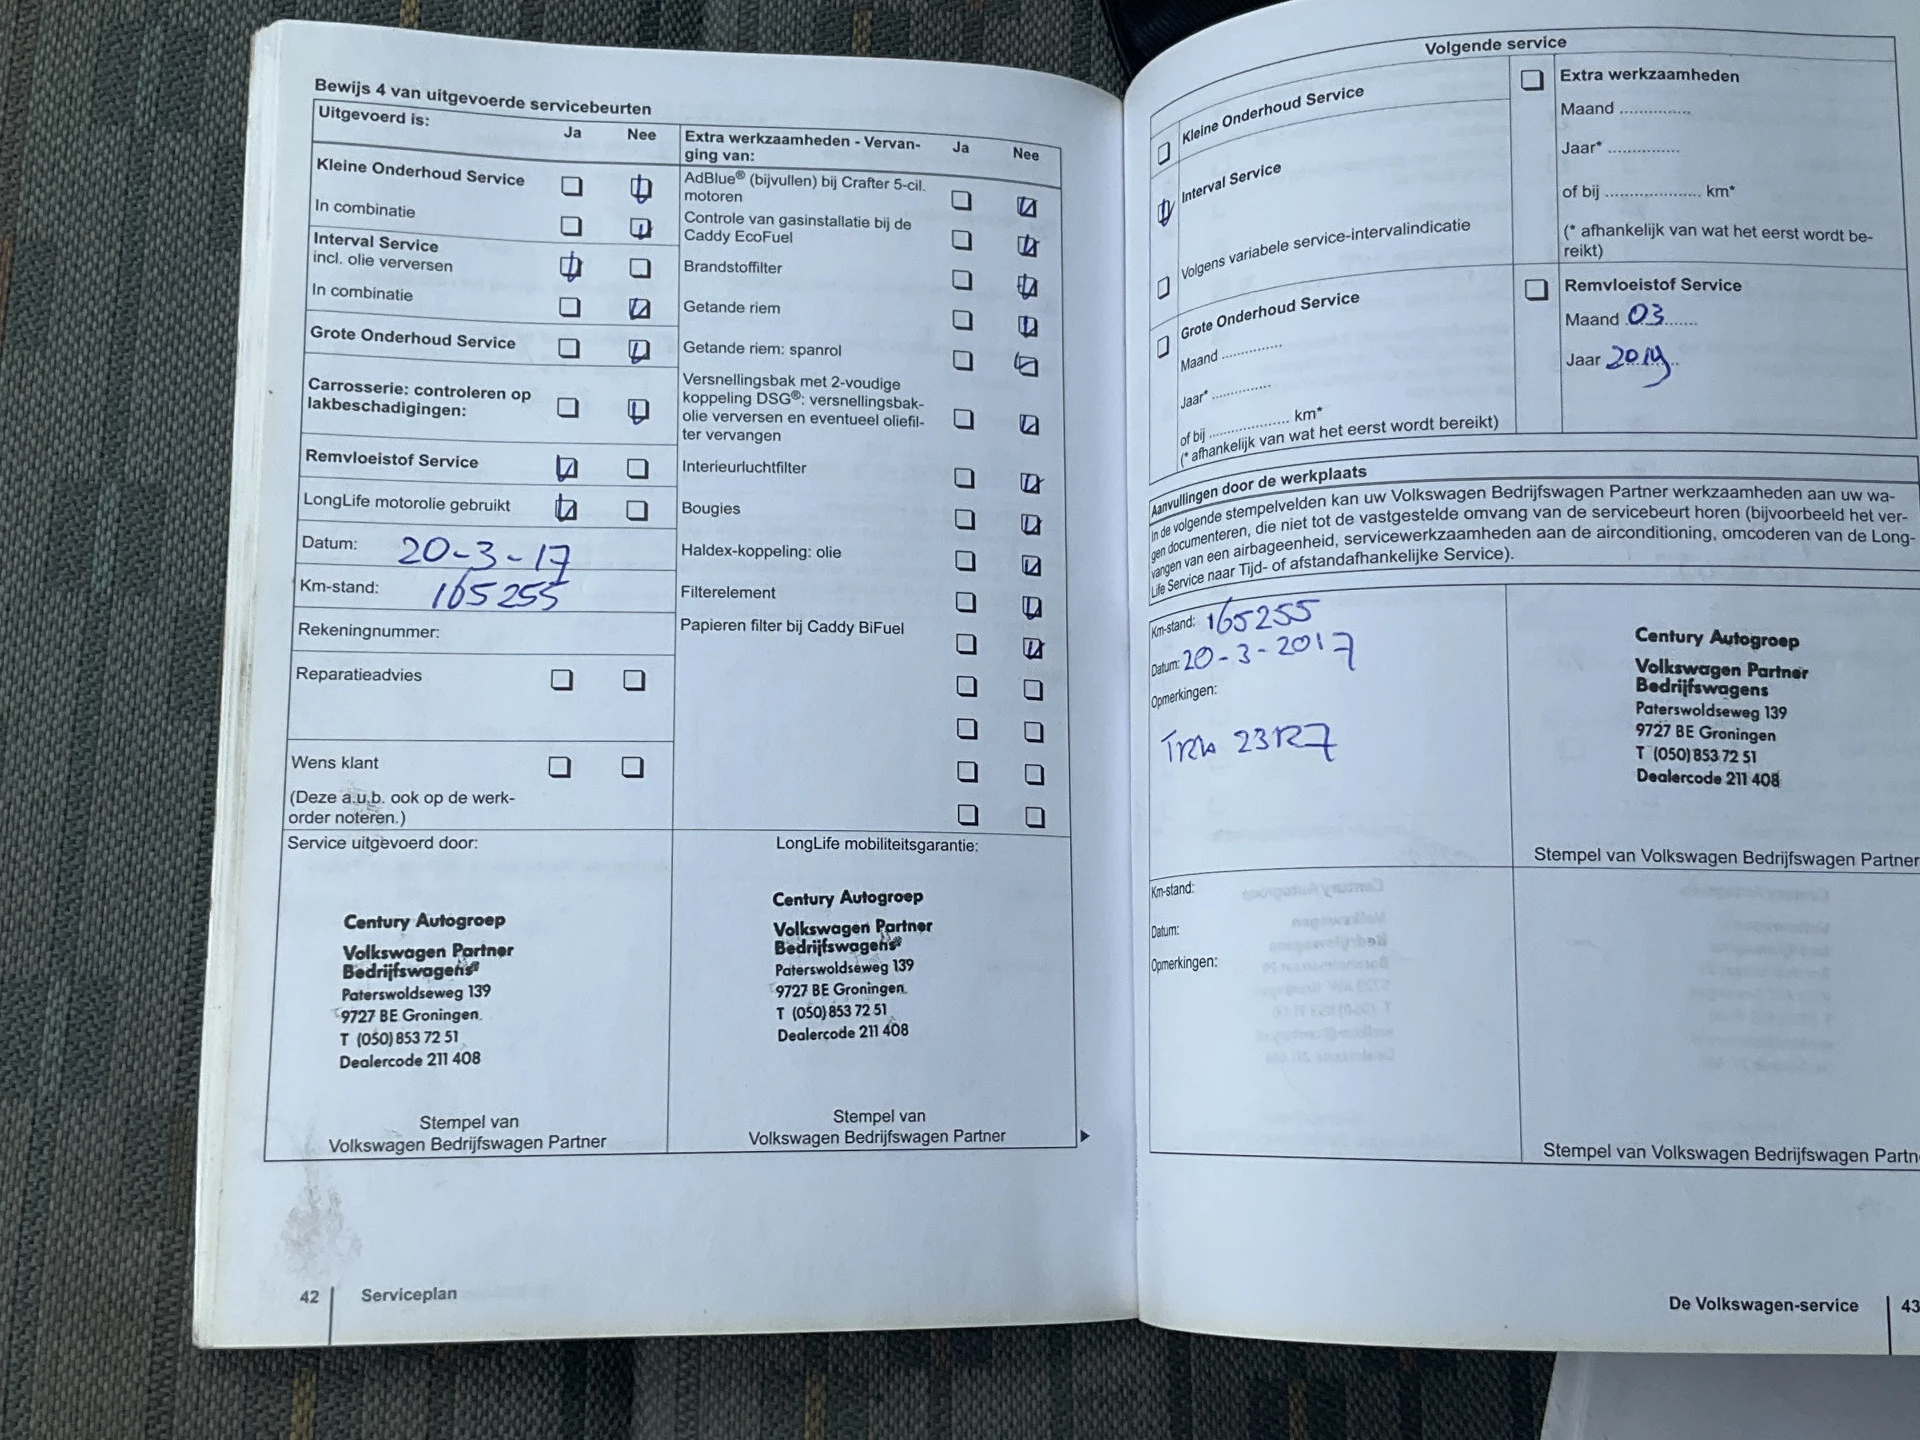 Bewijs 4 van uitgevoerde servicebeurten
Uitgevoerd is:
Ja
Nee
Kleine Onderhoud Service
In combinatie
Interval Service
incl. olie verversen
In combinatie
Grote Onderhoud Service
Carrosserie: controleren op
lakbeschadigingen:
Remvloeistof Service
LongLife motorolie gebruikt
Datum: 20-3-17
Km-stand: 165255
Rekeningnummer:
Reparatieadvies
Wens klant
(Deze a.u.b. ook op de werk-
order noteren.)
Extra werkzaamheden - Vervan-
ging van:
Ja
Nee
AdBlue® (bijvullen) bij Crafter 5-cil.
motoren
Controle van gasinstallatie bij de
Caddy EcoFuel
Brandstoffilter
Getande riem
Getande riem: spanrol
Versnellingsbak met 2-voudige
koppeling DSG®: versnellingsbak-
olie verversen en eventueel oliefil-
ter vervangen
Interieurluchtfilter
Bougies
Haldex-koppeling: olie
Filterelement
Papieren filter bij Caddy BiFuel
Service uitgevoerd door:
Century Autogroep
Volkswagen Partner
Bedrijfswagens
Paterswoldseweg 139
9727 BE Groningen
T (050) 853 72 51
Dealercode 211 408
Stempel van
Volkswagen Bedrijfswagen Partner
LongLife mobiliteitsgarantie:
Century Autogroep
Volkswagen Partner
Bedrijfswagens
Paterswoldseweg 139
9727 BE Groningen
T (050) 853 72 51
Dealercode 211 408
Stempel van
Volkswagen Bedrijfswagen Partner
42
Serviceplan
Volgende service
Kleine Onderhoud Service
Interval Service
Volgens variabele service-intervalindicatie
Grote Onderhoud Service
Maand ..............
Jaar* ..............
of bij .................... km*
(* afhankelijk van wat het eerst wordt bereikt)
Extra werkzaamheden
Maand ..............
Jaar* ..............
of bij .................... km*
(* afhankelijk van wat het eerst wordt be-
reikt)
Remvloeistof Service
Maand 03
Jaar 2019
Aanvullingen door de werkplaats
In de volgende stempelvelden kan uw Volkswagen Bedrijfswagen Partner werkzaamheden aan uw wa-
gen documenteren, die niet tot de vastgestelde omvang van de servicebeurt horen (bijvoorbeeld het ver-
vangen van een airbageenheid, servicewerkzaamheden aan de airconditioning, omcoderen van de Long-
Life Service naar Tijd- of afstandafhankelijke Service).
Km-stand: 165255
Datum: 20-3-2017
Opmerkingen:
23R7
Century Autogroep
Volkswagen Partner
Bedrijfswagens
Paterswoldseweg 139
9727 BE Groningen
T (050) 853 72 51
Dealercode 211 408
Stempel van Volkswagen Bedrijfswagen Partner
Km-stand:
Datum:
Opmerkingen:
Stempel van Volkswagen Bedrijfswagen Partn
De Volkswagen-service
43